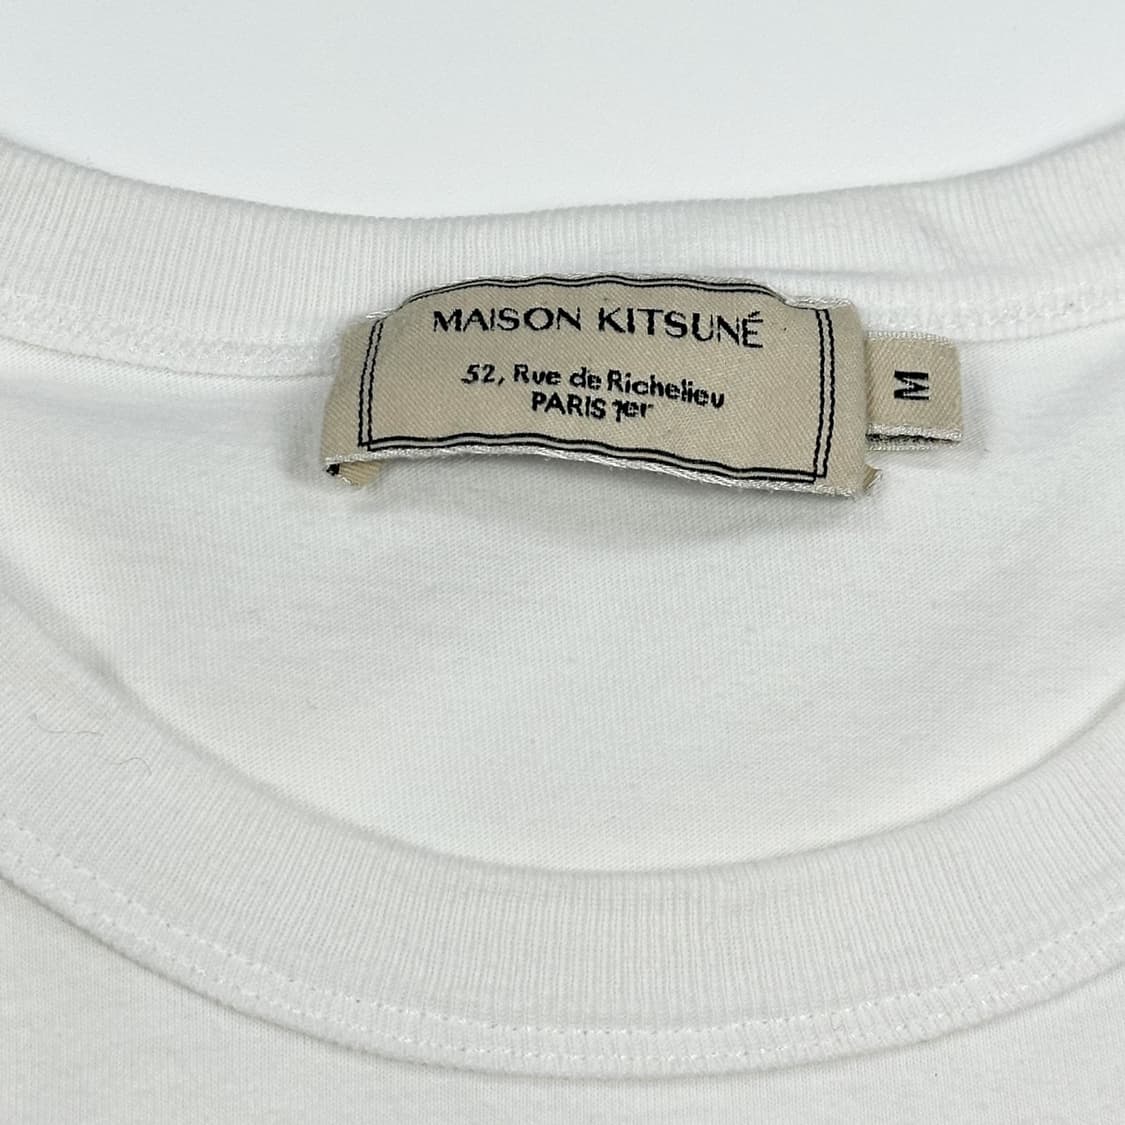 MAISON KITSUNÉ
52, Rue de Richelieu
PARIS 1er
M